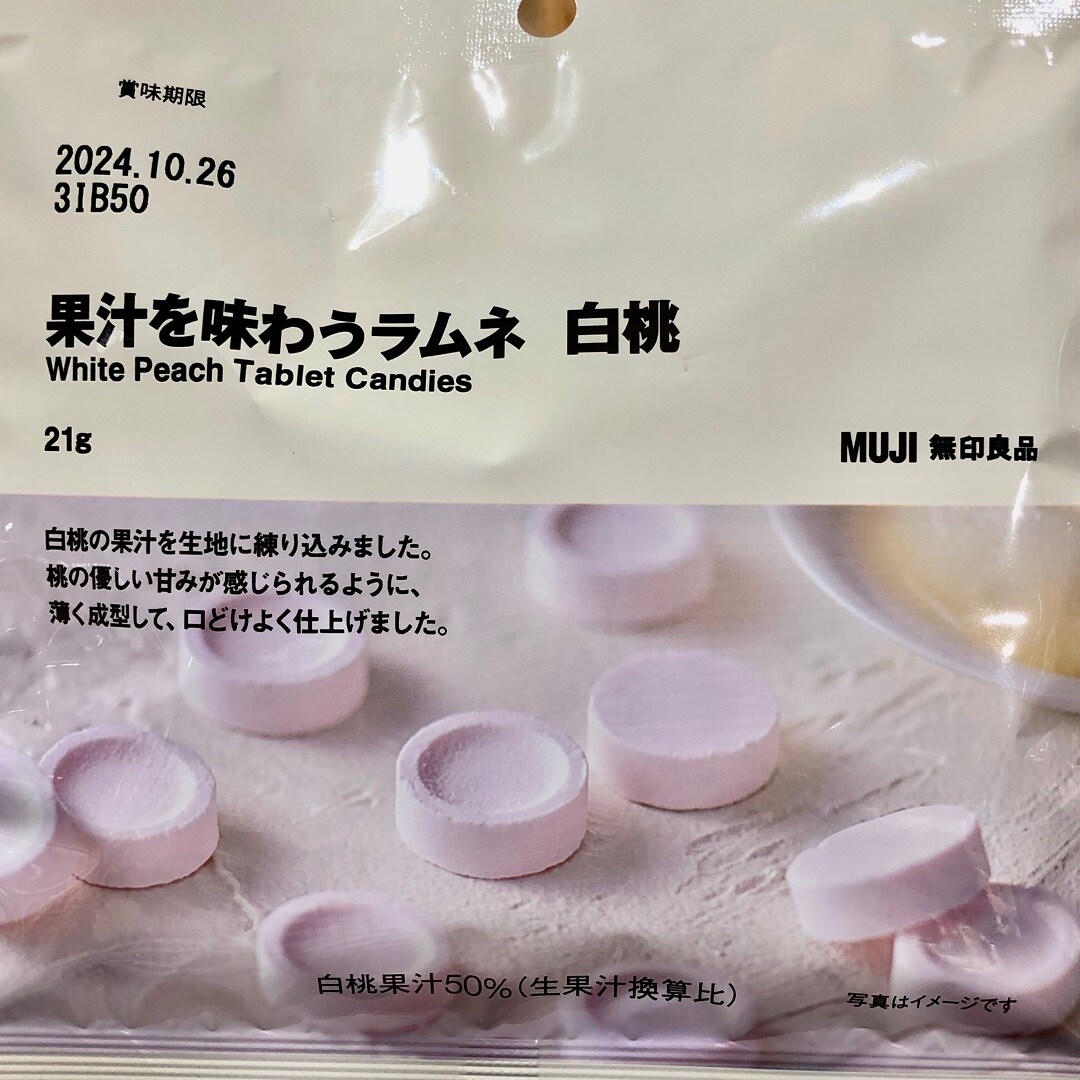 賞味期限
2024.10.26
3IB50
果汁を味わうラムネ 白桃
White Peach Tablet Candies
21g
MUJI 無印良品
白桃の果汁を生地に練り込みました。
桃の優しい甘みが感じられるように、
薄く成型して、口どけよく仕上げました。
白桃果汁50%(生果汁換算比)
写真はイメージです